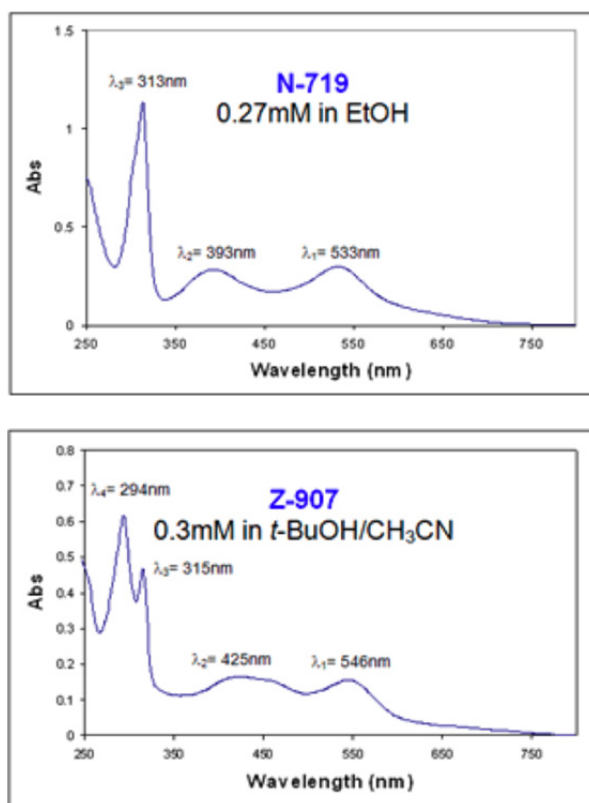 1.5
N-719
0.27mM in EtOH
λ₃= 313nm
1
Abs
0.5
λ₂= 393nm
λ₁= 533nm
0
250 350 450 550 650 750
Wavelength (nm)
0.8
0.7
Z-907
0.3mM in t-BuOH/CH₃CN
λ₄= 294nm
0.6
λ₃= 315nm
0.5
Abs
0.4
0.3
λ₂= 425nm
λ₁= 546nm
0.2
0.1
0
250 350 450 550 650 750
Wavelength (nm)